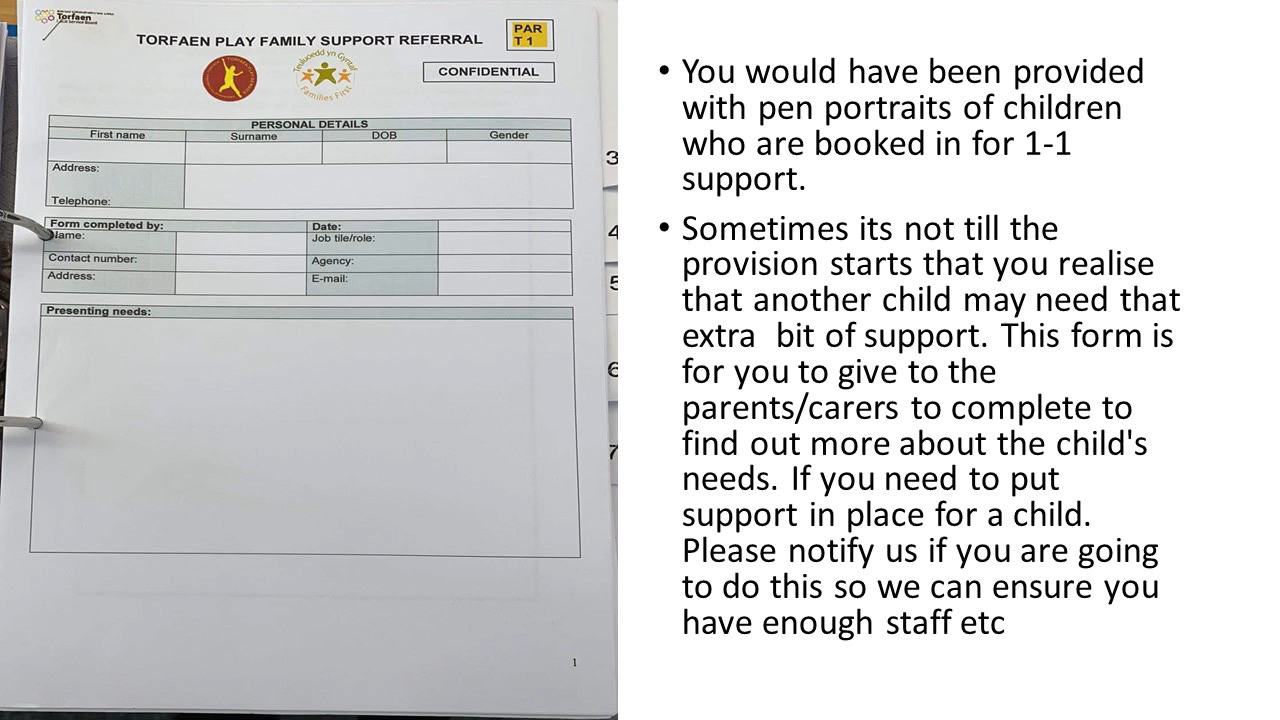 Torfaen
Local Service Board
TORFAEN PLAY FAMILY SUPPORT REFERRAL
PAR
T 1
CONFIDENTIAL
Teuluoedd yn Gyntaf
Families First
PERSONAL DETAILS
First name Surname DOB Gender
Address:
Telephone:
Form completed by: Date:
Name: Job tile/role:
Contact number: Agency:
Address: E-mail:
Presenting needs:
1
3
4
5
6
7
• You would have been provided
with pen portraits of children
who are booked in for 1-1
support.
• Sometimes its not till the
provision starts that you realise
that another child may need that
extra  bit of support. This form is
for you to give to the
parents/carers to complete to
find out more about the child's
needs. If you need to put
support in place for a child.
Please notify us if you are going
to do this so we can ensure you
have enough staff etc